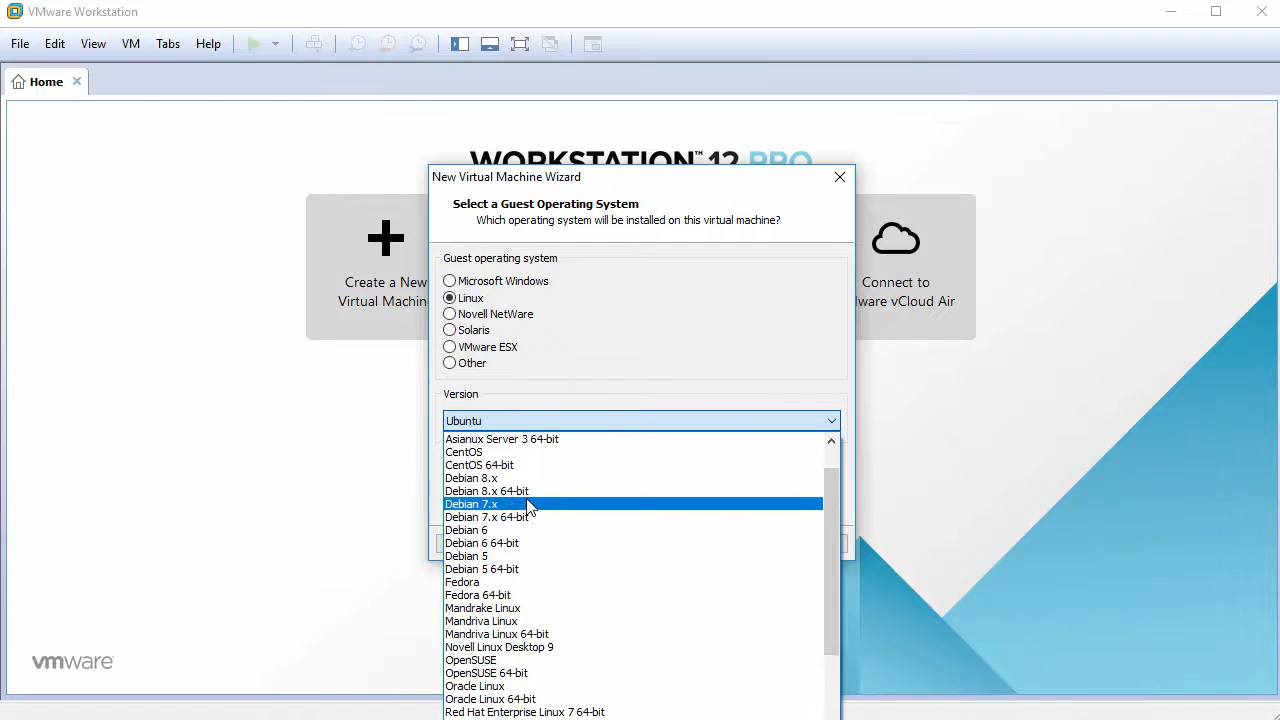 VMware Workstation
File Edit View VM Tabs Help
Home
WORKSTATION™ 12 PRO
Create a New
Virtual Machin
Connect to
ware vCloud Air
New Virtual Machine Wizard
Select a Guest Operating System
Which operating system will be installed on this virtual machine?
Guest operating system
Microsoft Windows
Linux
Novell NetWare
Solaris
VMware ESX
Other
Version
Ubuntu
Asianux Server 3 64-bit
CentOS
CentOS 64-bit
Debian 8.x
Debian 8.x 64-bit
Debian 7.x
Debian 7.x 64-bit
Debian 6
Debian 6 64-bit
Debian 5
Debian 5 64-bit
Fedora
Fedora 64-bit
Mandrake Linux
Mandriva Linux
Mandriva Linux 64-bit
Novell Linux Desktop 9
OpenSUSE
OpenSUSE 64-bit
Oracle Linux
Oracle Linux 64-bit
Red Hat Enterprise Linux 7 64-bit
vmware